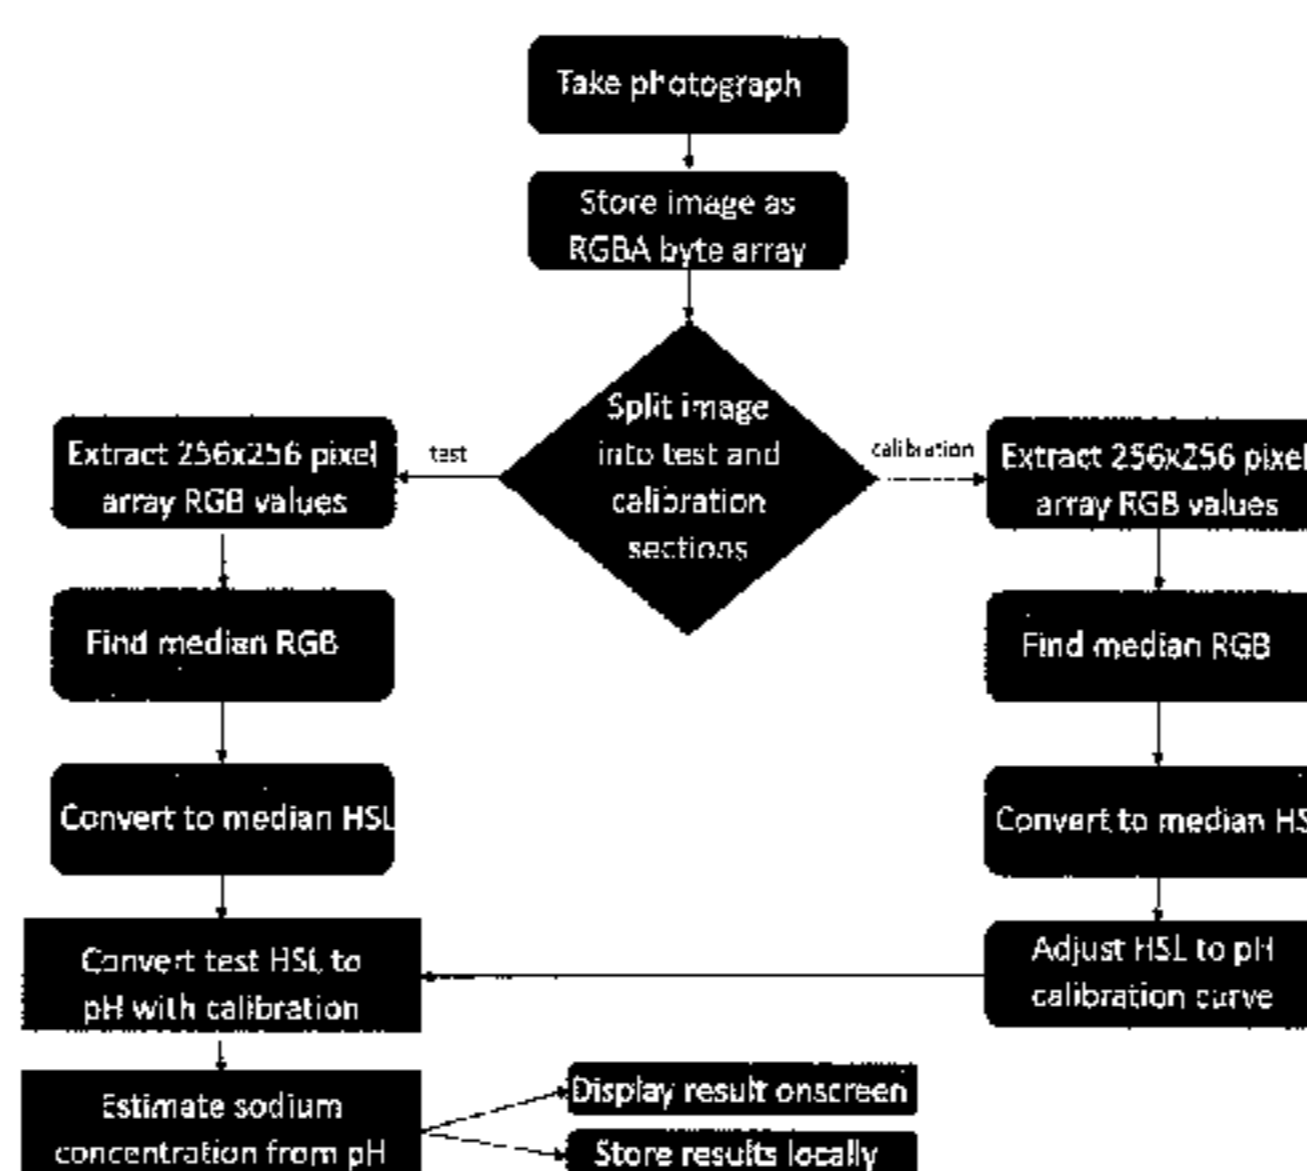 Take photograph
Store image as
RGBA byte array
Split image
into test and
calibration
sections
test
calibration
Extract 256x256 pixel
array RGB values
Find median RGB
Convert to median HSL
Convert test HSL to
pH with calibration
Estimate sodium
concentration from pH
Extract 256x256 pixel
array RGB values
Find median RGB
Convert to median HS
Adjust HSL to pH
calibration curve
Display result onscreen
Store results locally